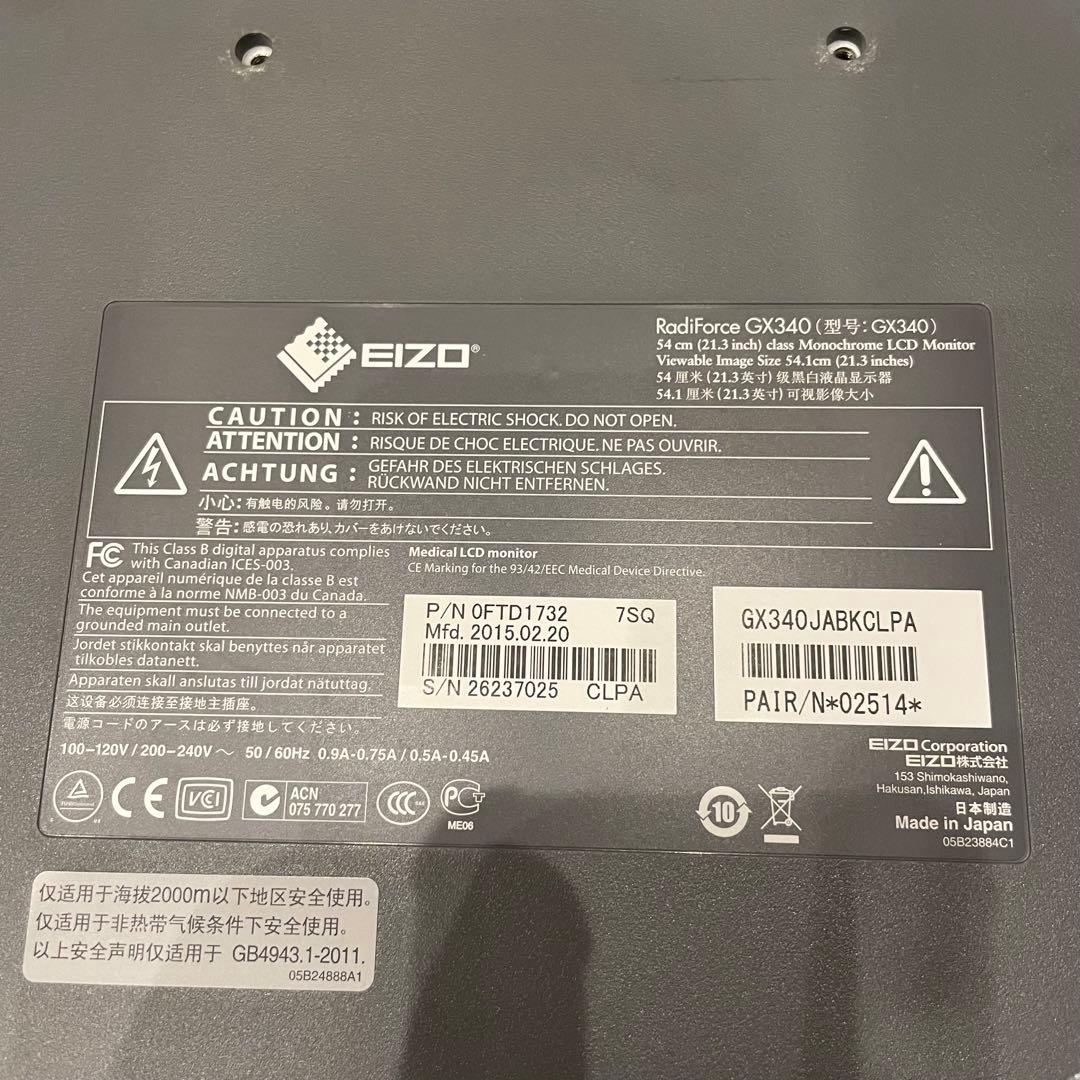 EIZO®
RadiForce GX340 (型号: GX340)
54 cm (21.3 inch) class Monochrome LCD Monitor
Viewable Image Size 54.1cm (21.3 inches)
54 厘米 (21.3英寸) 级黑白液晶显示器
54.1 厘米 (21.3英寸) 可视影像大小
CAUTION : RISK OF ELECTRIC SHOCK. DO NOT OPEN.
ATTENTION : RISQUE DE CHOC ELECTRIQUE. NE PAS OUVRIR.
ACHTUNG : GEFAHR DES ELEKTRISCHEN SCHLAGES.
RÜCKWAND NICHT ENTFERNEN.
小心: 有触电的风险。请勿打开。
警告: 感電の恐れあり、カバーをあけないでください。
FC This Class B digital apparatus complies
with Canadian ICES-003.
Cet appareil numérique de la classe B est
conforme à la norme NMB-003 du Canada.
The equipment must be connected to a
grounded main outlet.
Jordet stikkontakt skal benyttes når apparatet
tilkobles datanett.
Apparaten skall anslutas till jordat nätuttag.
这设备必须连接至接地主插座。
電源コードのアースは必ず接地してください。
Medical LCD monitor
CE Marking for the 93/42/EEC Medical Device Directive.
P/N 0FTD1732 7SQ
Mfd. 2015.02.20
S/N 26237025 CLPA
GX340JABKCLPA
PAIR/N*02514*
100–120V / 200–240V ～ 50 / 60Hz 0.9A-0.75A / 0.5A-0.45A
CE VCI ACN
075 770 277
CCC
ME06
10
EIZO Corporation
EIZO株式会社
153 Shimokashiwano,
Hakusan,Ishikawa, Japan
日本制造
Made in Japan
05B23884C1
仅适用于海拔2000m以下地区安全使用。
仅适用于非热带气候条件下安全使用。
以上安全声明仅适用于 GB4943.1-2011.
05B24888A1